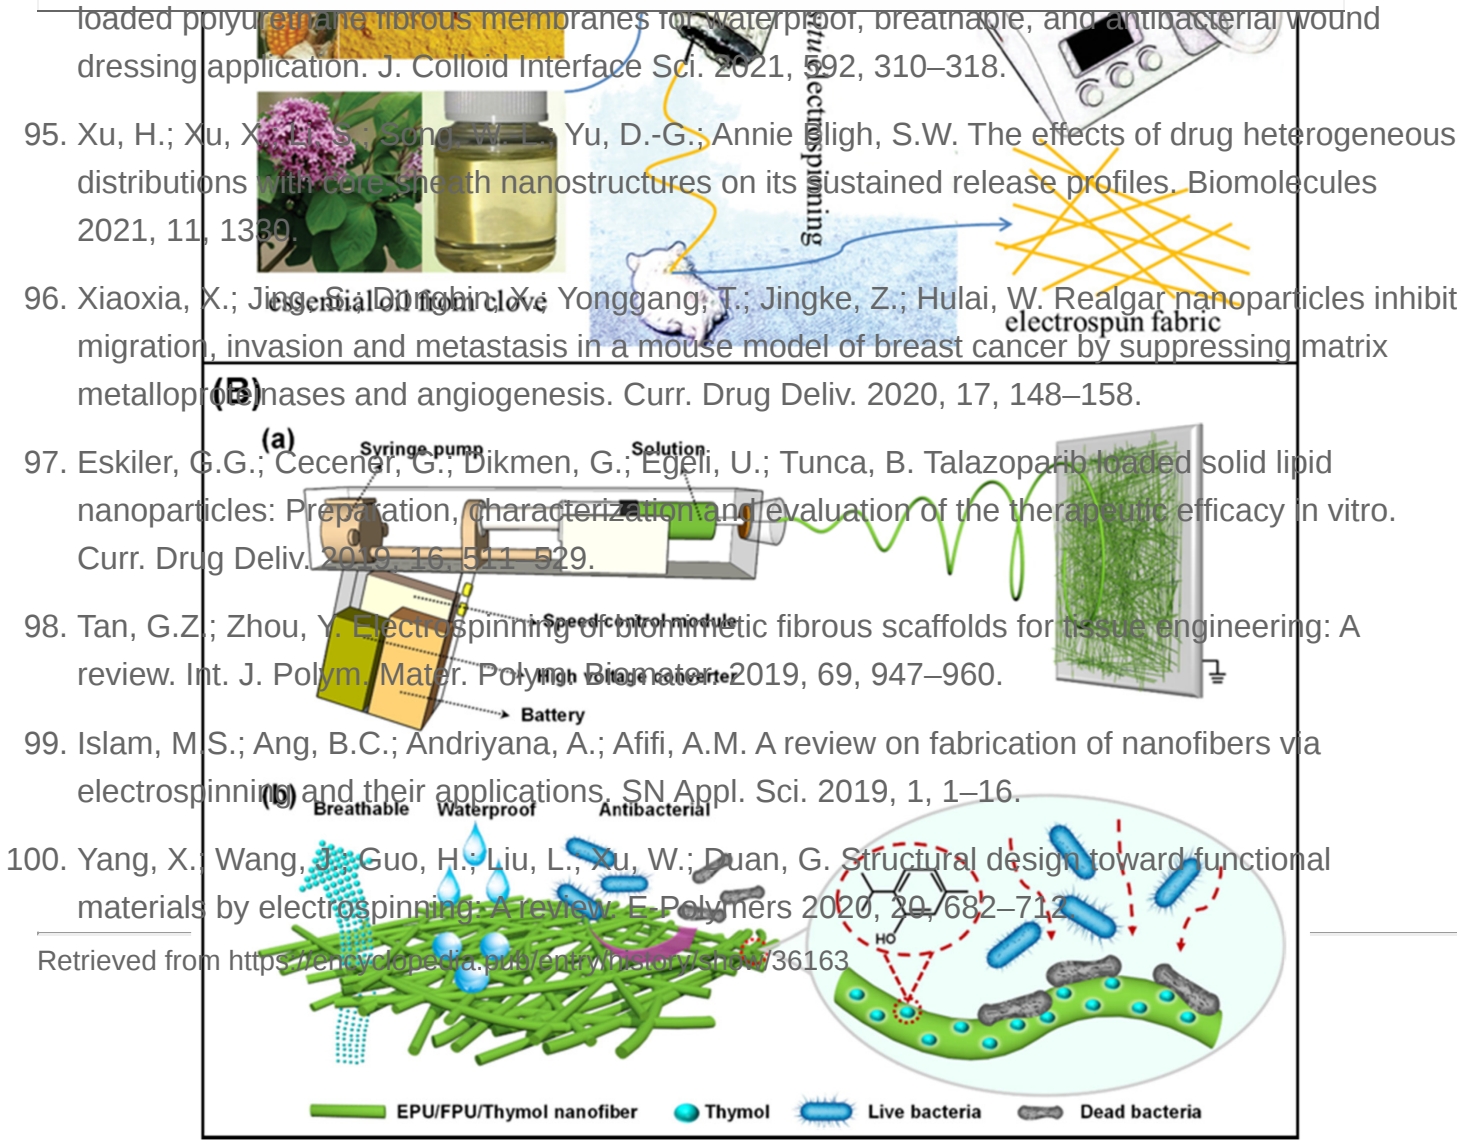 loaded polyurethane fibrous membranes for waterproof, breathable, and antibacterial wound
dressing application. J. Colloid Interface Sci. 2021, 592, 310–318.
electrospinning
95. Xu, H.; Xu, X.; Li, S.; Song, W.-L.; Yu, D.-G.; Annie Bligh, S.W. The effects of drug heterogeneous
distributions with core-sheath nanostructures on its sustained release profiles. Biomolecules
2021, 11, 1330.
96. Xiaoxia, X.; Jing, S.; Dongbin, X.; Yonggang, T.; Jingke, Z.; Hulai, W. Realgar nanoparticles inhibit
essential oil from clove
electrospun fabric
migration, invasion and metastasis in a mouse model of breast cancer by suppressing matrix
metalloproteinases and angiogenesis. Curr. Drug Deliv. 2020, 17, 148–158.
(B)
(a)
Syringe pump
Solution
97. Eskiler, G.G.; Cecener, G.; Dikmen, G.; Egeli, U.; Tunca, B. Talazoparib loaded solid lipid
nanoparticles: Preparation, characterization and evaluation of the therapeutic efficacy in vitro.
Curr. Drug Deliv. 2019, 16, 511–529.
Speed control module
98. Tan, G.Z.; Zhou, Y. Electrospinning of biomimetic fibrous scaffolds for tissue engineering: A
review. Int. J. Polym. Mater. Polym. Biomater. 2019, 69, 947–960.
High voltage converter
Battery
99. Islam, M.S.; Ang, B.C.; Andriyana, A.; Afifi, A.M. A review on fabrication of nanofibers via
electrospinning and their applications. SN Appl. Sci. 2019, 1, 1–16.
(b)
Breathable
Waterproof
Antibacterial
100. Yang, X.; Wang, J.; Guo, H.; Liu, L.; Xu, W.; Duan, G. Structural design toward functional
materials by electrospinning: A review. E-Polymers 2020, 20, 682–712.
HO
Retrieved from https://encyclopedia.pub/entry/history/show/36163
EPU/FPU/Thymol nanofiber
Thymol
Live bacteria
Dead bacteria